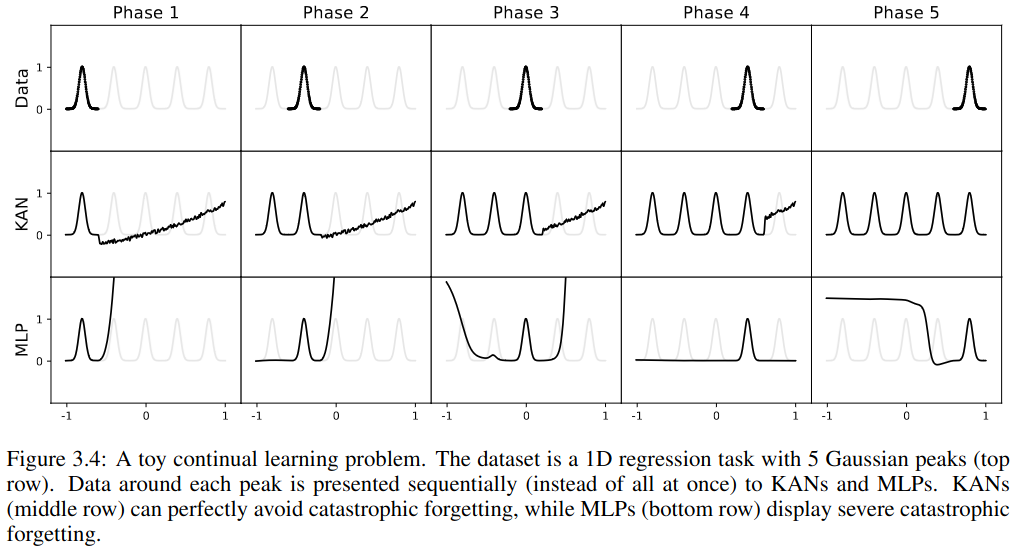 Phase 1 Phase 2 Phase 3 Phase 4 Phase 5
Data
1
0
KAN
1
0
MLP
1
0
-1 0 1 -1 0 1 -1 0 1 -1 0 1 -1 0 1
Figure 3.4: A toy continual learning problem. The dataset is a 1D regression task with 5 Gaussian peaks (top
row). Data around each peak is presented sequentially (instead of all at once) to KANs and MLPs. KANs
(middle row) can perfectly avoid catastrophic forgetting, while MLPs (bottom row) display severe catastrophic
forgetting.